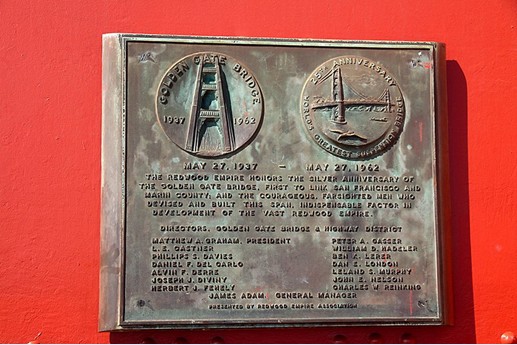 GOLDEN GATE BRIDGE
1937 1962
25TH ANNIVERSARY
WORLD'S GREATEST SUSPENSION BRIDGE
MAY 27, 1937 — MAY 27, 1962
THE REDWOOD EMPIRE HONORS THE SILVER ANNIVERSARY OF
THE GOLDEN GATE BRIDGE, FIRST TO LINK SAN FRANCISCO AND
MARIN COUNTY, AND THE COURAGEOUS, FARSIGHTED MEN WHO
DEVISED AND BUILT THIS SPAN, INDISPENSABLE FACTOR IN
DEVELOPMENT OF THE VAST REDWOOD EMPIRE.
DIRECTORS, GOLDEN GATE BRIDGE & HIGHWAY DISTRICT
MATTHEW A. GRAHAM, PRESIDENT PETER A. GASSER
WILLIAM D. HADELER
PHILLIP S. DAVIES BEN K. LERER
DANIEL F. DEL CARLO DAN E. LONDON
ALVIN F. DERRE LELAND S. MURPHY
JOSEPH J. DIVINY JOHN E. NELSON
HERBERT J. FENELY CHARLES W. REINKING
JAMES ADAM, GENERAL MANAGER
PRESENTED BY REDWOOD EMPIRE ASSOCIATION